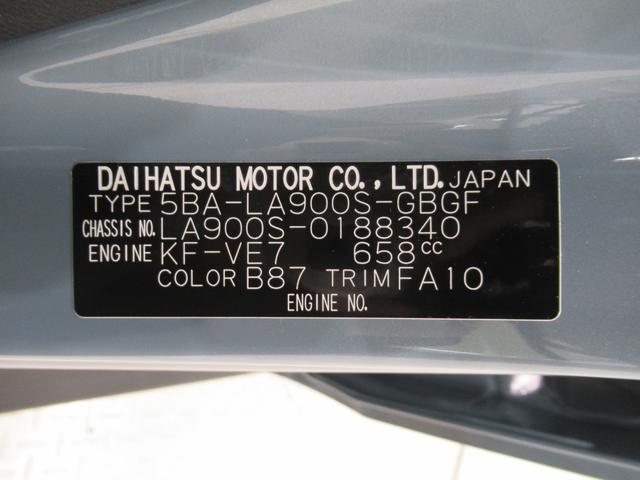 DAIHATSU MOTOR CO., LTD. JAPAN
TYPE 5BA-LA900S-GBGF
CHASSIS NO. LA900S-0188340
ENGINE KF-VE7 658cc
COLOR B87 TRIM FA10
ENGINE NO.